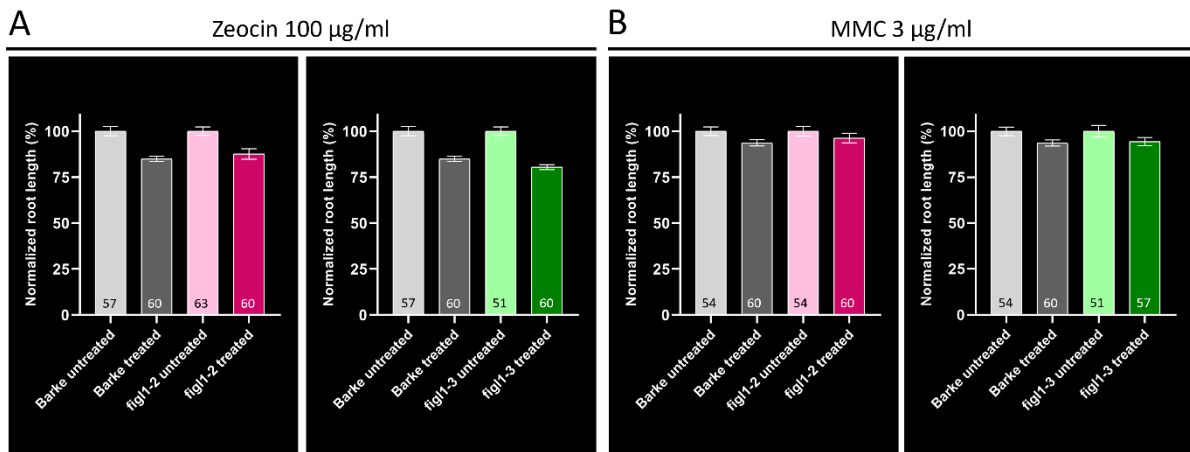 A
Zeocin 100 µg/ml
B
MMC 3 µg/ml
Normalized root length (%)
100
75
50
25
0
57
60
63
60
Barke untreated
Barke treated
figl1-2 untreated
figl1-2 treated
Normalized root length (%)
100
75
50
25
0
57
60
51
60
Barke untreated
Barke treated
figl1-3 untreated
figl1-3 treated
Normalized root length (%)
100
75
50
25
0
54
60
54
60
Barke untreated
Barke treated
figl1-2 untreated
figl1-2 treated
Normalized root length (%)
100
75
50
25
0
54
60
51
57
Barke untreated
Barke treated
figl1-3 untreated
figl1-3 treated